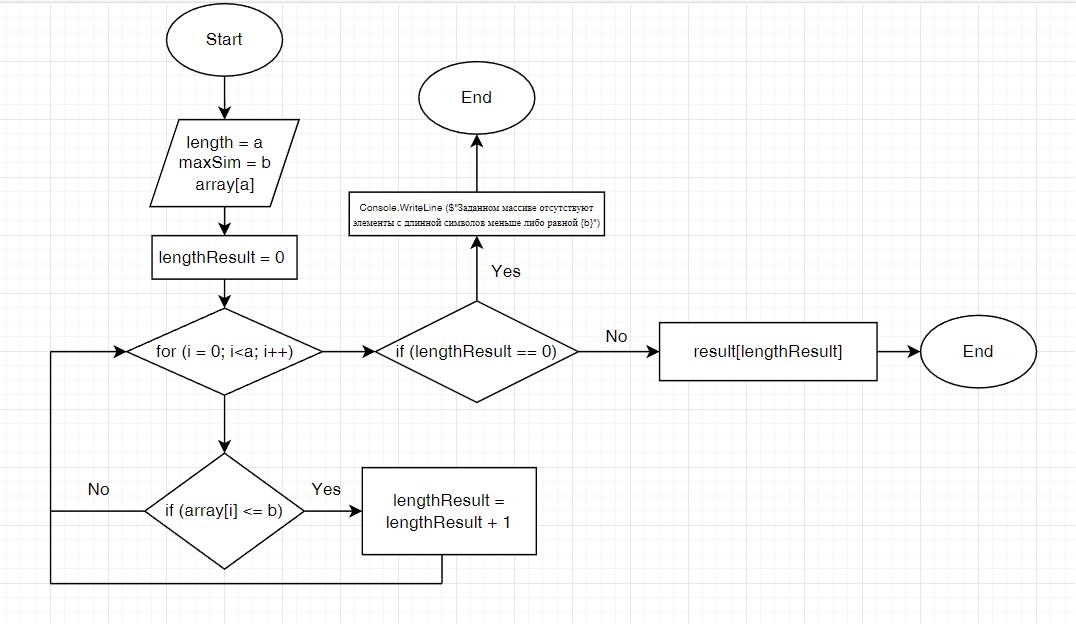 Start
length = a
maxSim = b
array[a]
lengthResult = 0
for (i = 0; i<a; i++)
if (array[i] <= b)
No
Yes
lengthResult =
lengthResult + 1
if (lengthResult == 0)
Yes
Console.WriteLine ($"Заданном массиве отсутствуют
элементы с длинной символов меньше либо равной {b}")
End
No
result[lengthResult]
End